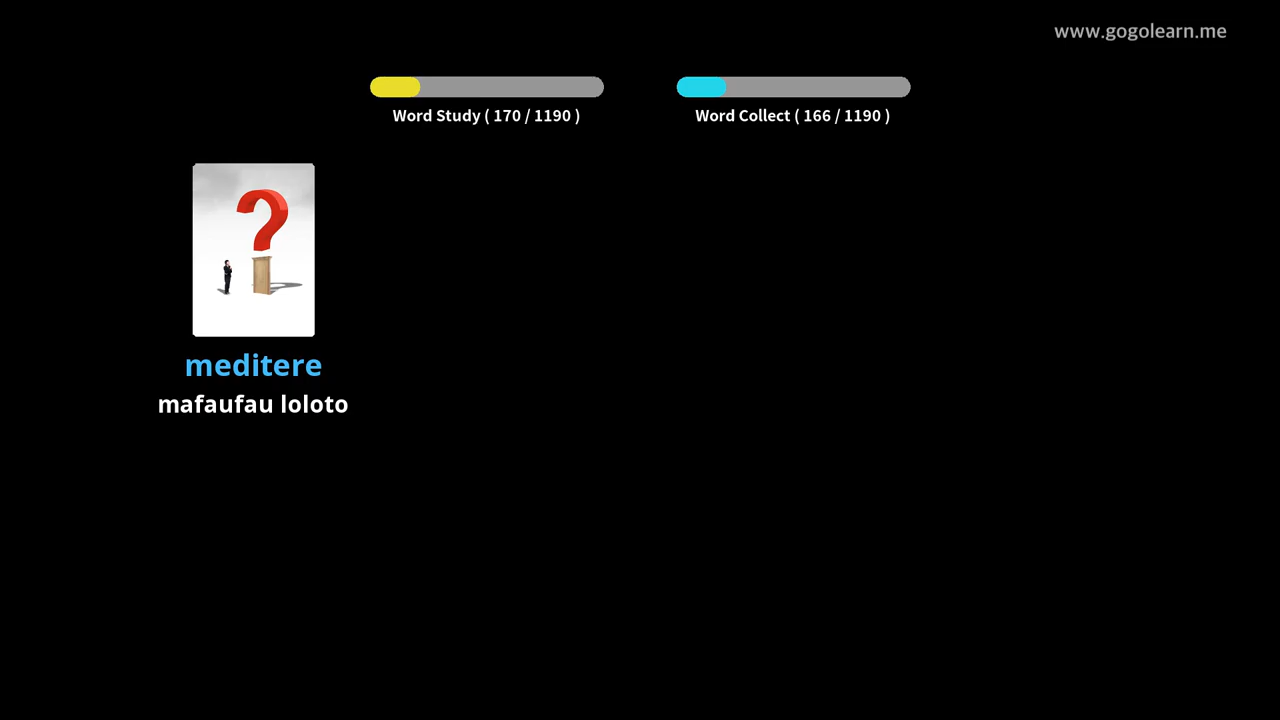 www.gogolearn.me
Word Study ( 170 / 1190 )
Word Collect ( 166 / 1190 )
meditere
mafaufau loloto